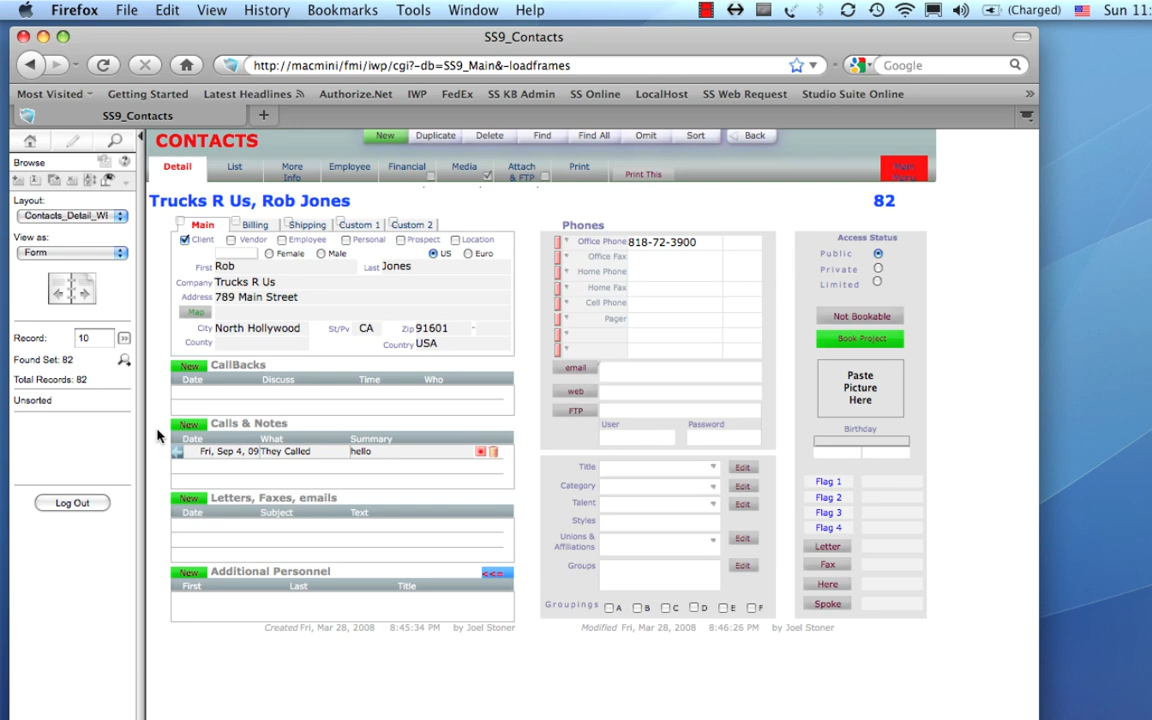 Firefox File Edit View History Bookmarks Tools Window Help (Charged) Sun 11:
SS9_Contacts
http://macmini/fmi/iwp/cgi?-db=SS9_Main&-loadframes Google
Most Visited Getting Started Latest Headlines Authorize.Net IWP FedEx SS KB Admin SS Online LocalHost SS Web Request Studio Suite Online »
SS9_Contacts +
CONTACTS New Duplicate Delete Find Find All Omit Sort Back
Browse
Detail List More Info Employee Financial Media Attach & FTP Print Print This Main Menu
Layout:
Contacts_Detail_WI
View as:
Form
Record: 10
Found Set: 82
Total Records: 82
Unsorted
Log Out
Trucks R Us, Rob Jones 82
Main Billing Shipping Custom 1 Custom 2
Client Vendor Employee Personal Prospect Location
Female Male US Euro
First Rob Last Jones
Company Trucks R Us
Address 789 Main Street
Map
City North Hollywood St/Pv CA Zip 91601 -
County Country USA
New CallBacks
Date Discuss Time Who
New Calls & Notes
Date What Summary
Fri, Sep 4, 09 They Called hello
New Letters, Faxes, emails
Date Subject Text
New Additional Personnel <<=
First Last Title
Created Fri, Mar 28, 2008 8:45:34 PM by Joel Stoner
Phones
Office Phone 818-72-3900
Office Fax
Home Phone
Home Fax
Cell Phone
Pager
email
web
FTP
User Password
Title Edit
Category Edit
Talent Edit
Styles
Unions & Affiliations Edit
Groups Edit
Groupings A B C D E F
Modified Fri, Mar 28, 2008 8:46:26 PM by Joel Stoner
Access Status
Public
Private
Limited
Not Bookable
Book Project
Paste
Picture
Here
Birthday
Flag 1
Flag 2
Flag 3
Flag 4
Letter
Fax
Here
Spoke